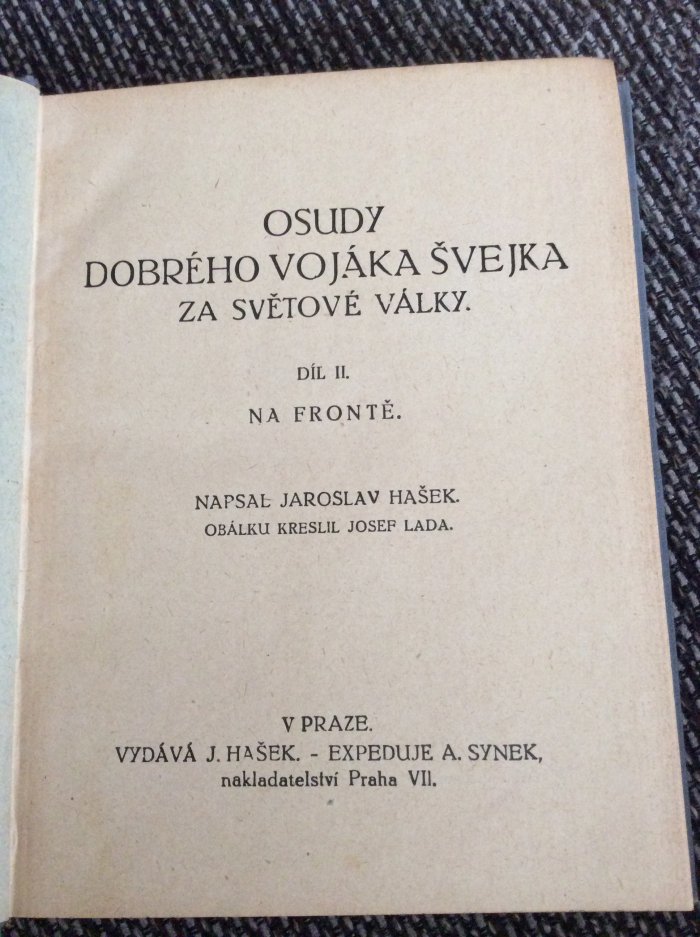 OSUDY
DOBRÉHO VOJÁKA ŠVEJKA
ZA SVĚTOVÉ VÁLKY.
DÍL II.
NA FRONTĚ.
NAPSAL JAROSLAV HAŠEK.
OBÁLKU KRESLIL JOSEF LADA.
V PRAZE.
VYDÁVÁ J. HAŠEK. - EXPEDUJE A. SYNEK,
nakladatelství Praha VII.